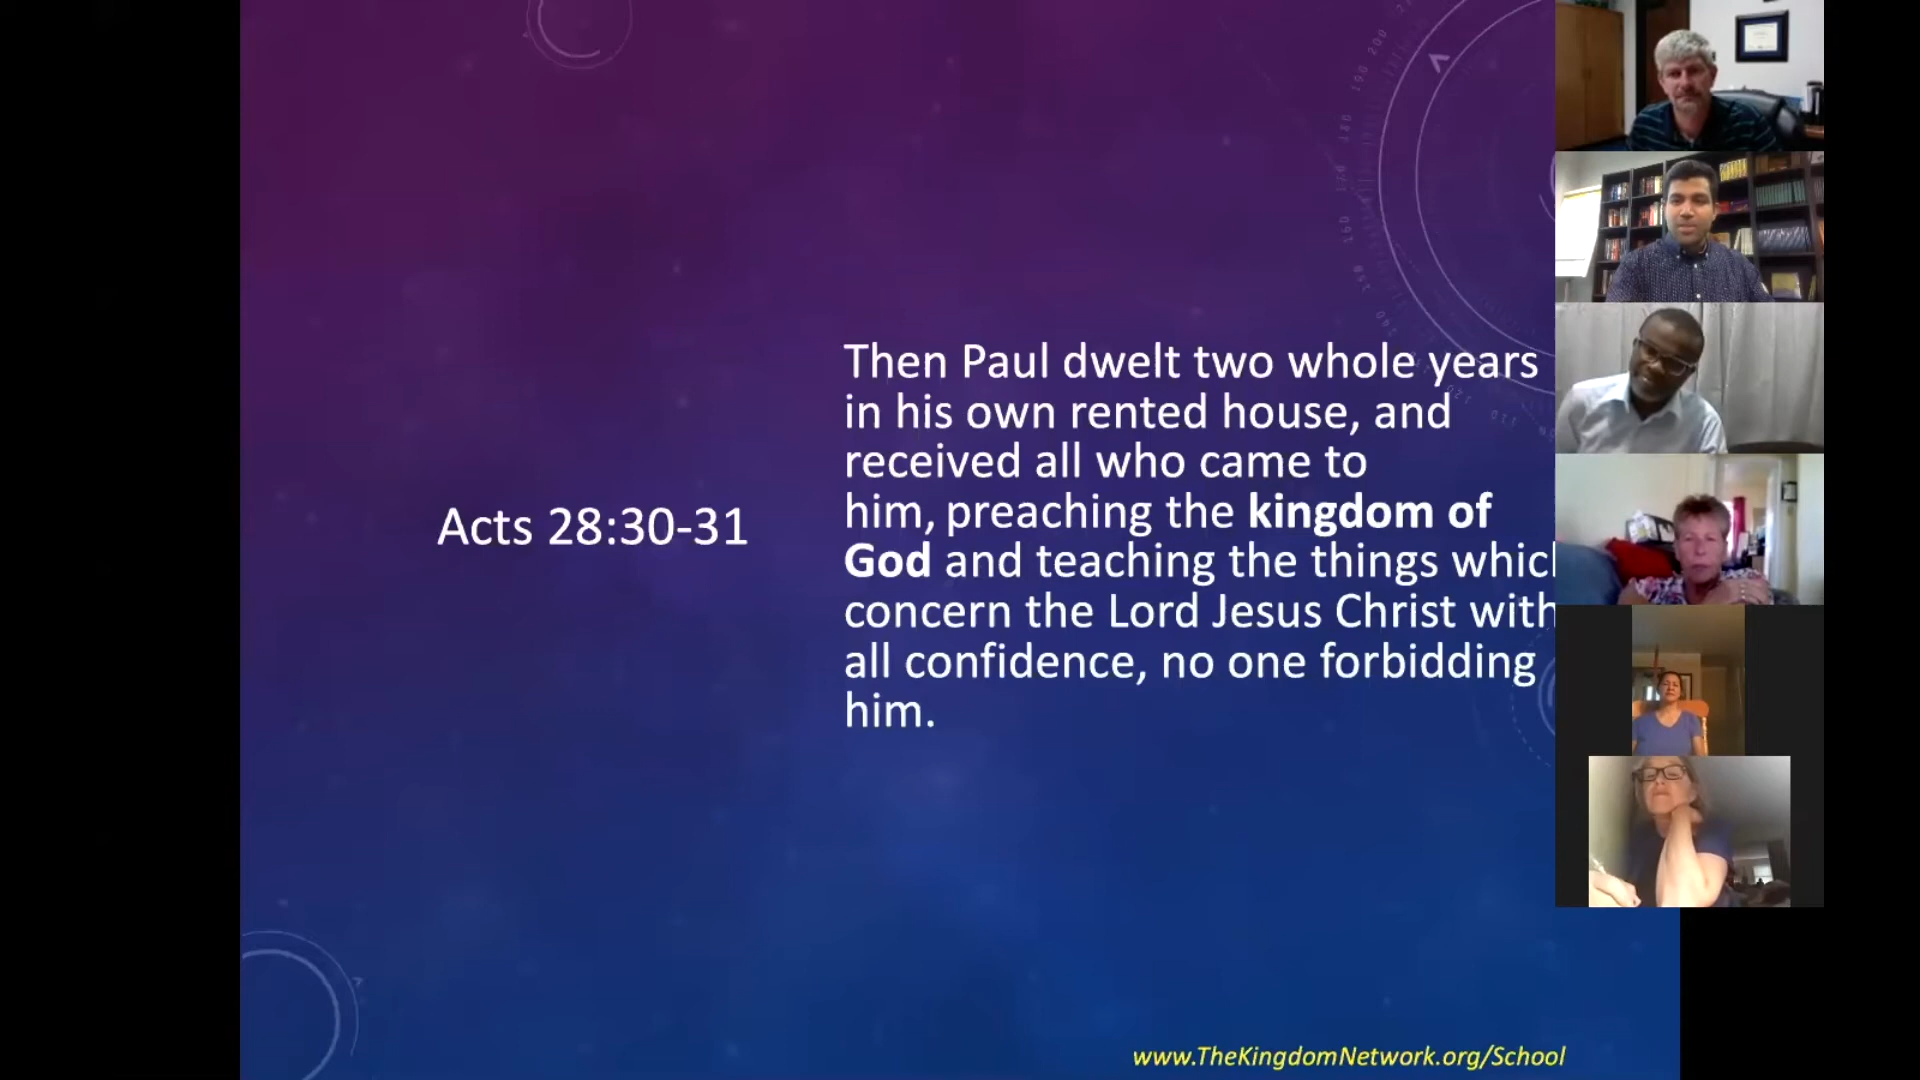 Acts 28:30-31
Then Paul dwelt two whole years
in his own rented house, and
received all who came to
him, preaching the kingdom of
God and teaching the things whic
concern the Lord Jesus Christ with
all confidence, no one forbidding
him.
www.TheKingdomNetwork.org/School